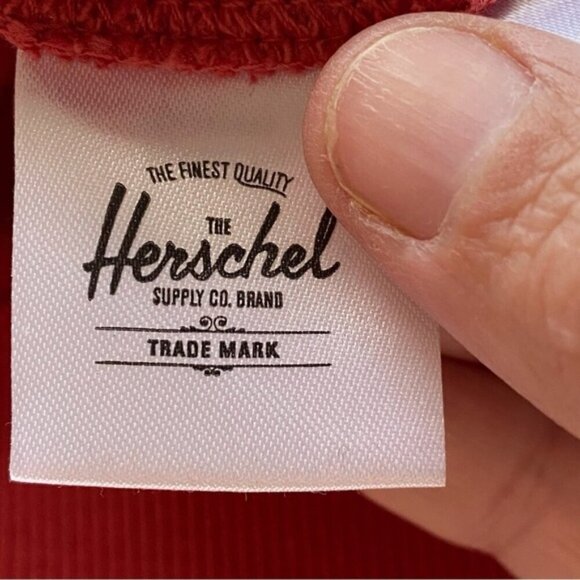 THE FINEST QUALITY
THE
Herschel
SUPPLY CO. BRAND
TRADE MARK